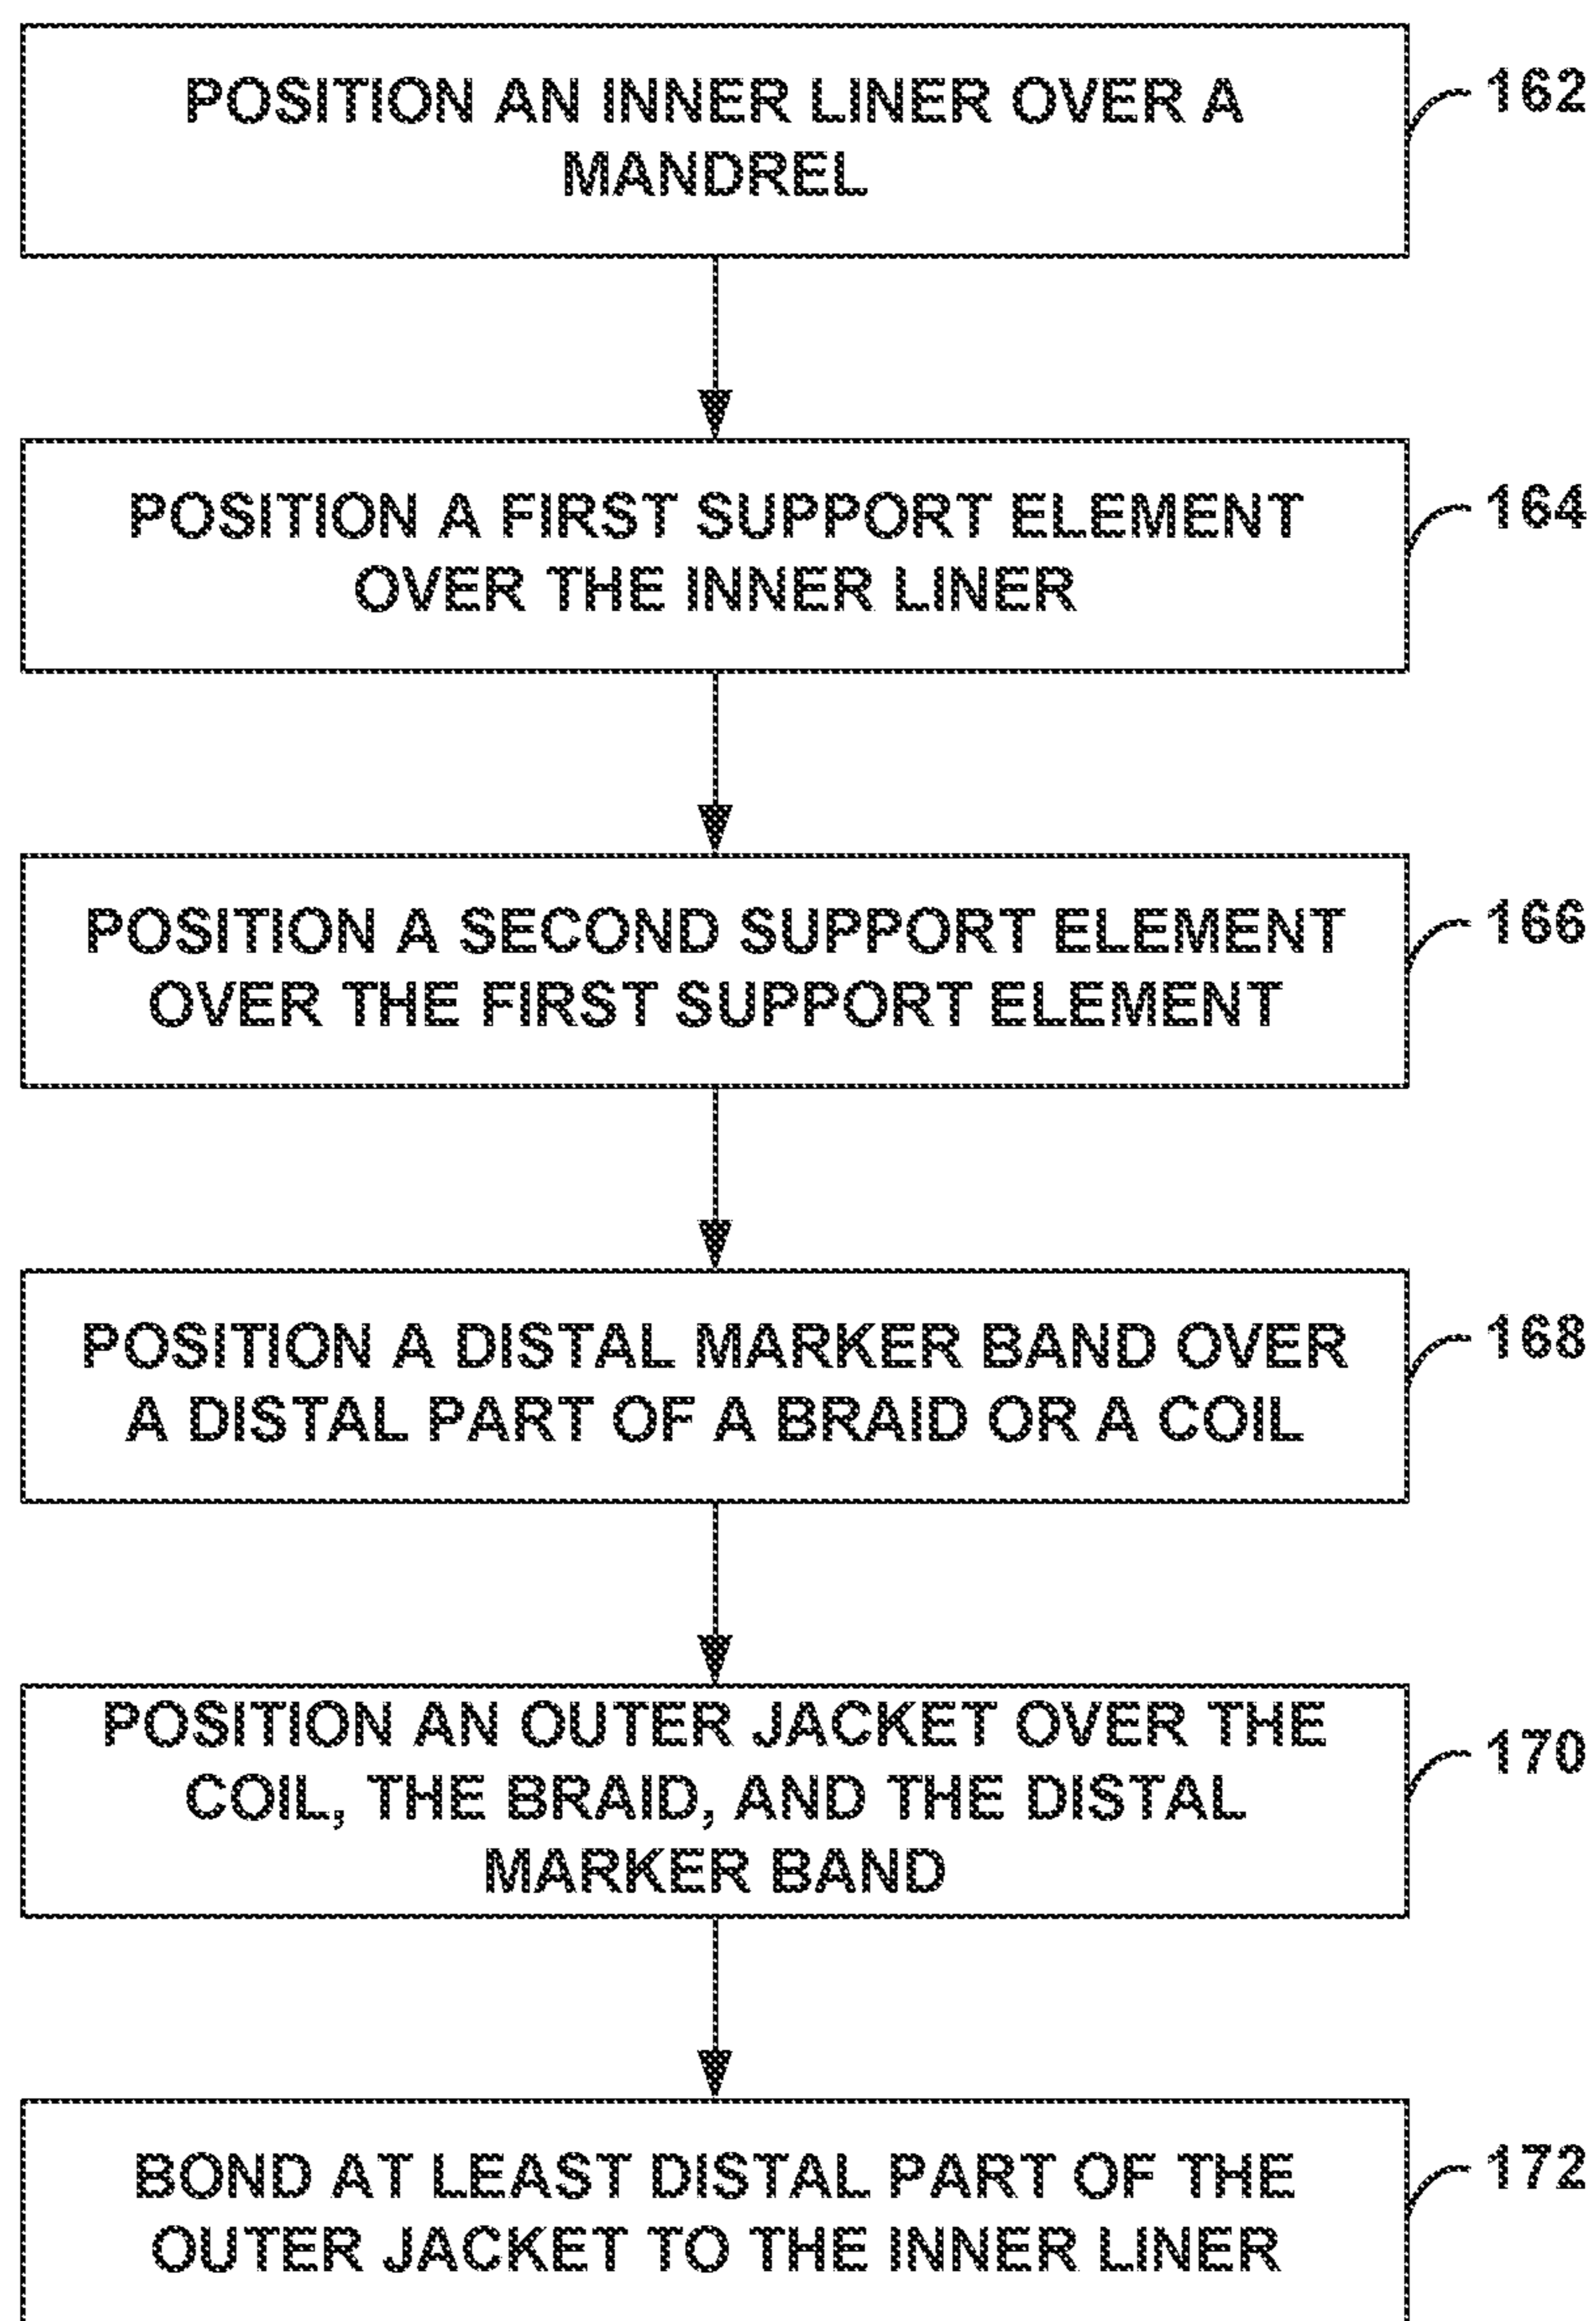 POSITION AN INNER LINER OVER A
MANDREL
162
POSITION A FIRST SUPPORT ELEMENT
OVER THE INNER LINER
164
POSITION A SECOND SUPPORT ELEMENT
OVER THE FIRST SUPPORT ELEMENT
166
POSITION A DISTAL MARKER BAND OVER
A DISTAL PART OF A BRAID OR A COIL
168
POSITION AN OUTER JACKET OVER THE
COIL, THE BRAID, AND THE DISTAL
MARKER BAND
170
BOND AT LEAST DISTAL PART OF THE
OUTER JACKET TO THE INNER LINER
172